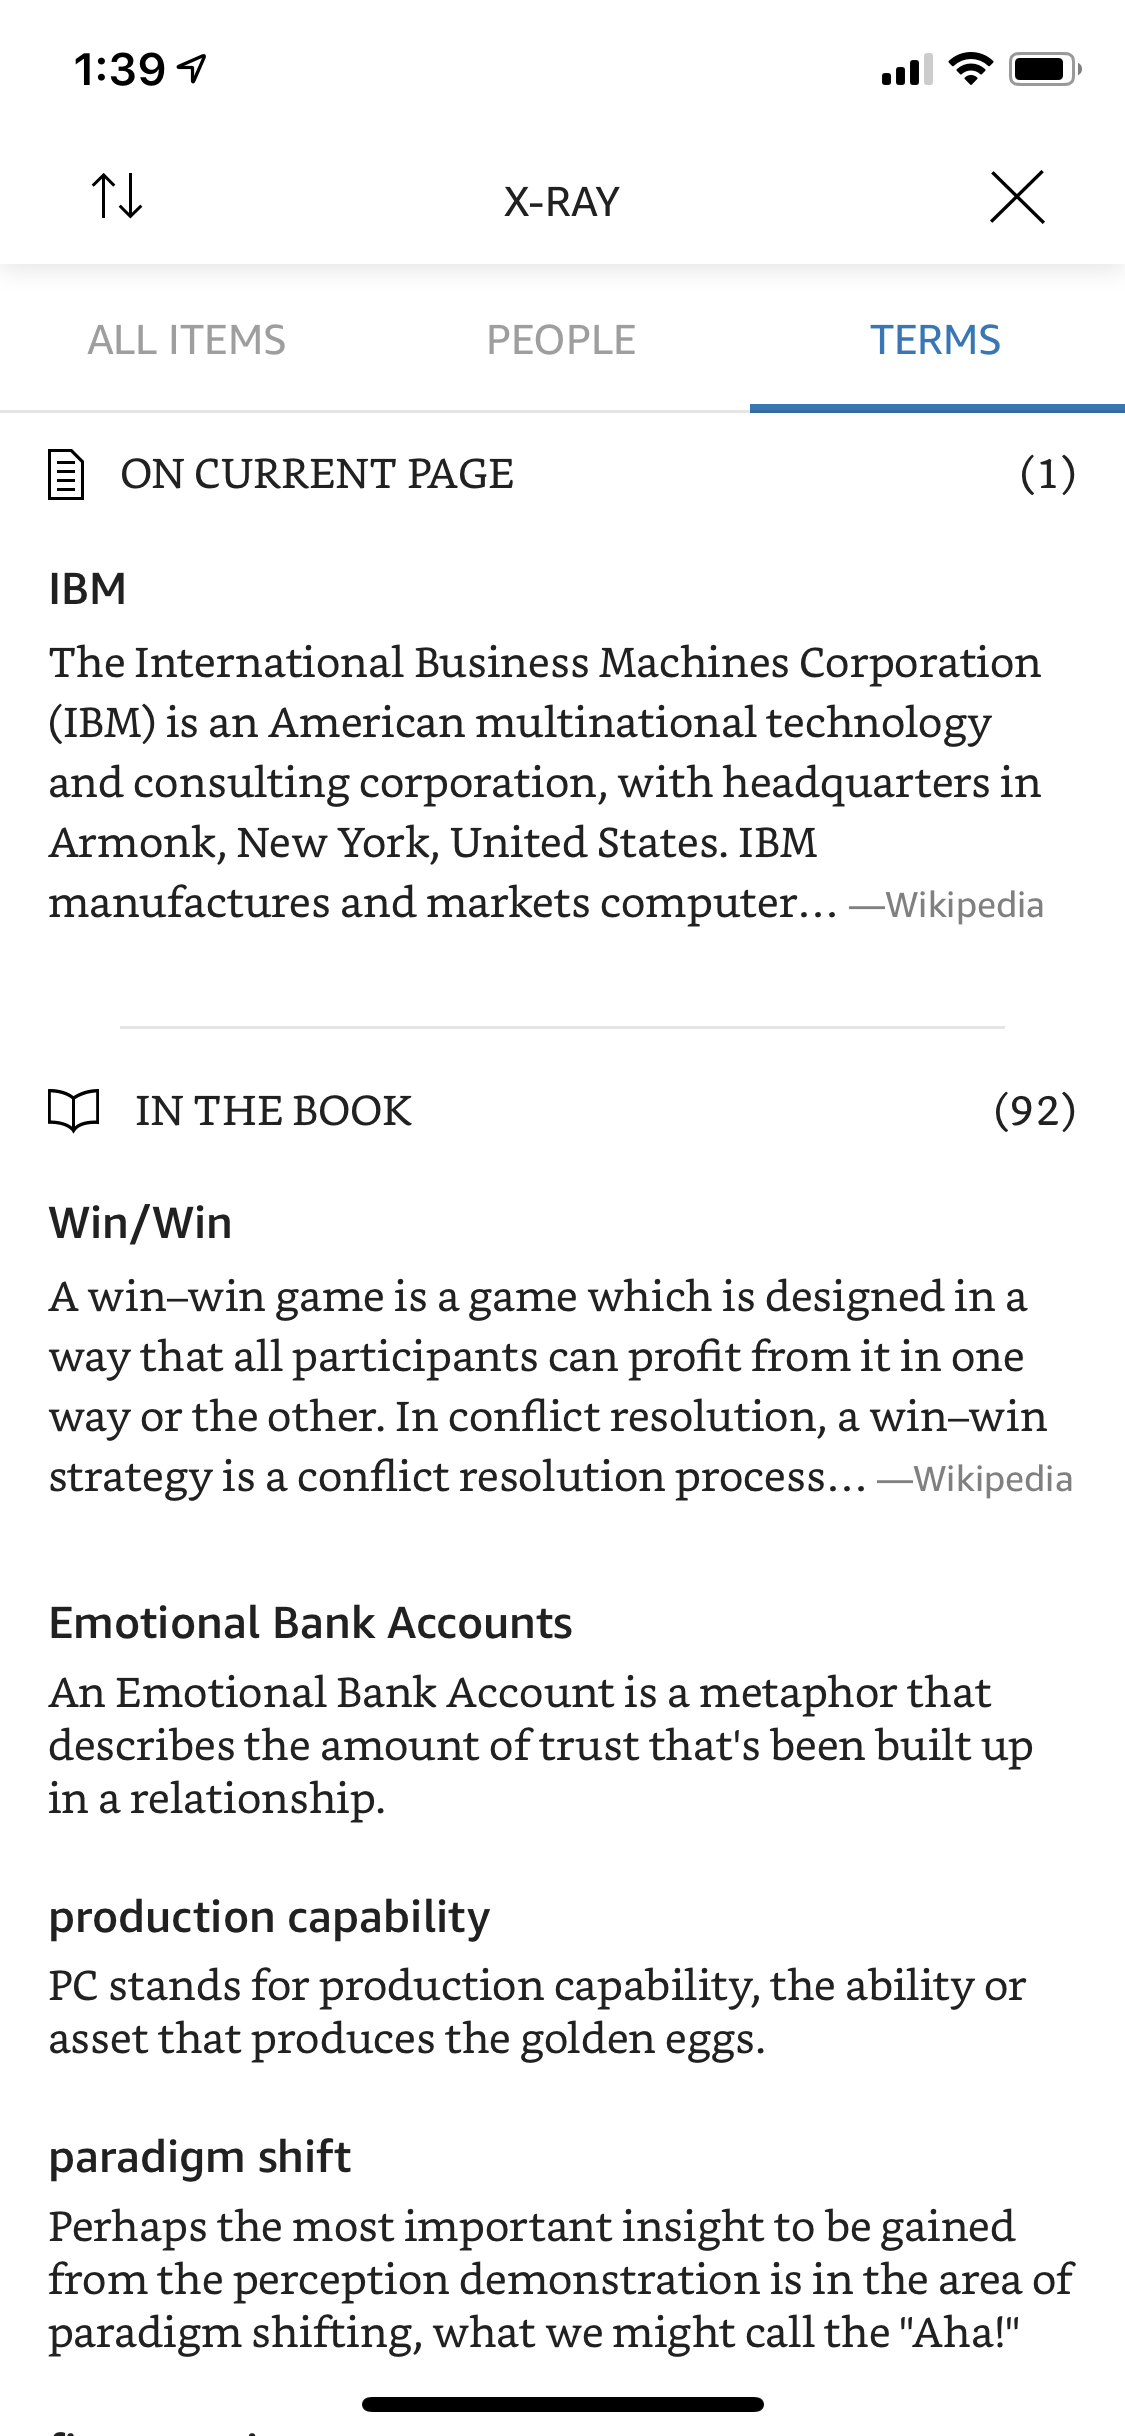 1:39
X-RAY
ALL ITEMS PEOPLE TERMS
ON CURRENT PAGE (1)
IBM
The International Business Machines Corporation
(IBM) is an American multinational technology
and consulting corporation, with headquarters in
Armonk, New York, United States. IBM
manufactures and markets computer... —Wikipedia
IN THE BOOK (92)
Win/Win
A win–win game is a game which is designed in a
way that all participants can profit from it in one
way or the other. In conflict resolution, a win–win
strategy is a conflict resolution process... —Wikipedia
Emotional Bank Accounts
An Emotional Bank Account is a metaphor that
describes the amount of trust that's been built up
in a relationship.
production capability
PC stands for production capability, the ability or
asset that produces the golden eggs.
paradigm shift
Perhaps the most important insight to be gained
from the perception demonstration is in the area of
paradigm shifting, what we might call the "Aha!"